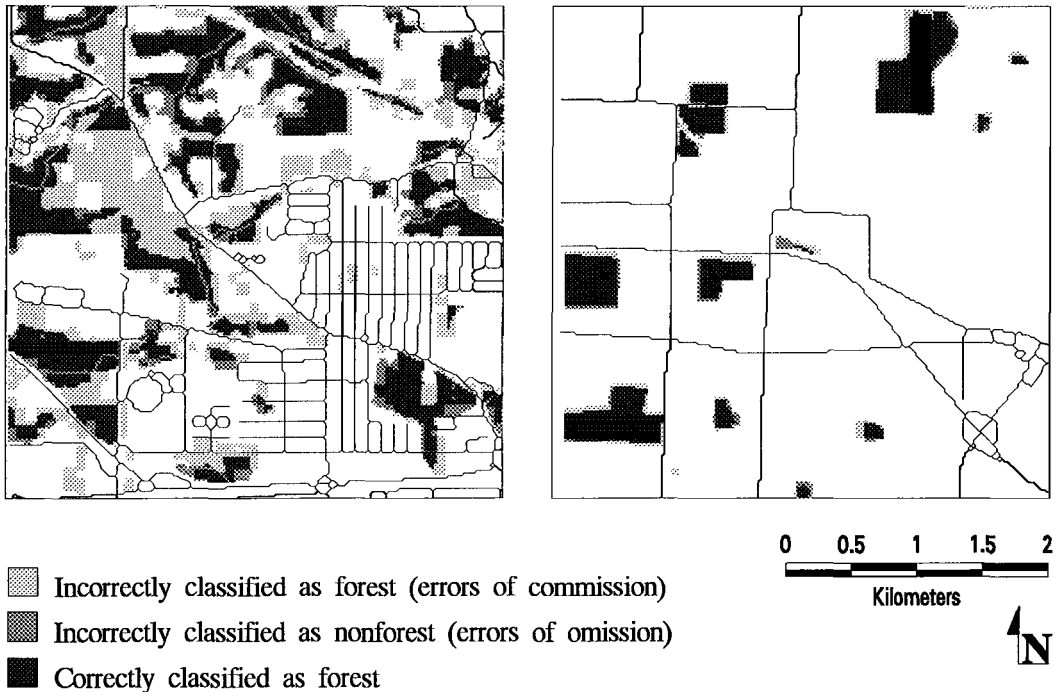 0 0.5 1 1.5 2
Kilometers
N
Incorrectly classified as forest (errors of commission)
Incorrectly classified as nonforest (errors of omission)
Correctly classified as forest